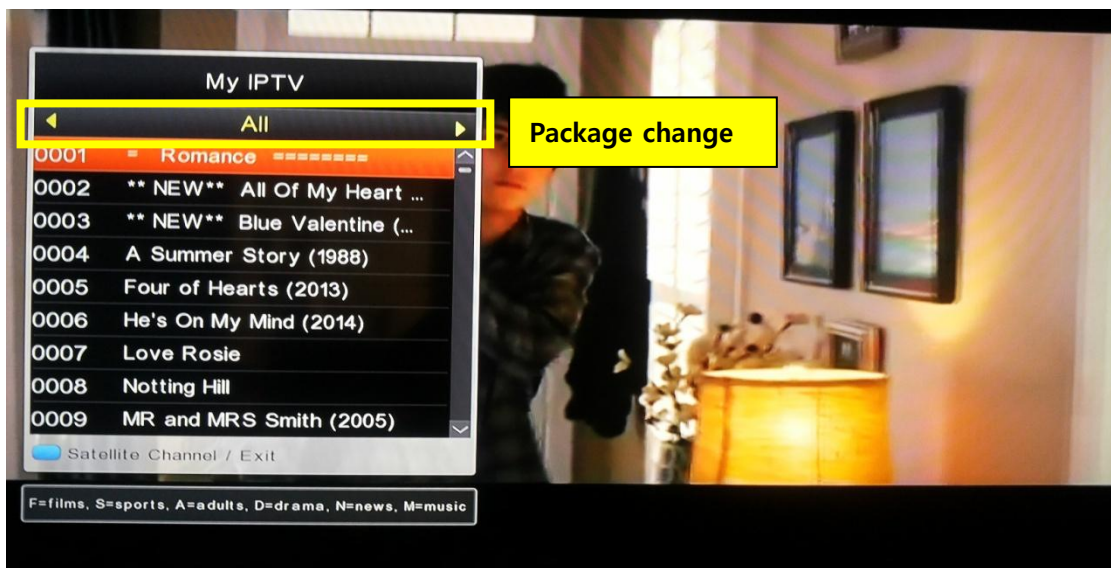 My IPTV
All
Package change
0001 = Romance ========
0002 ** NEW** All Of My Heart ...
0003 ** NEW** Blue Valentine (...
0004 A Summer Story (1988)
0005 Four of Hearts (2013)
0006 He's On My Mind (2014)
0007 Love Rosie
0008 Notting Hill
0009 MR and MRS Smith (2005)
Satellite Channel / Exit
F=films, S=sports, A=adults, D=drama, N=news, M=music